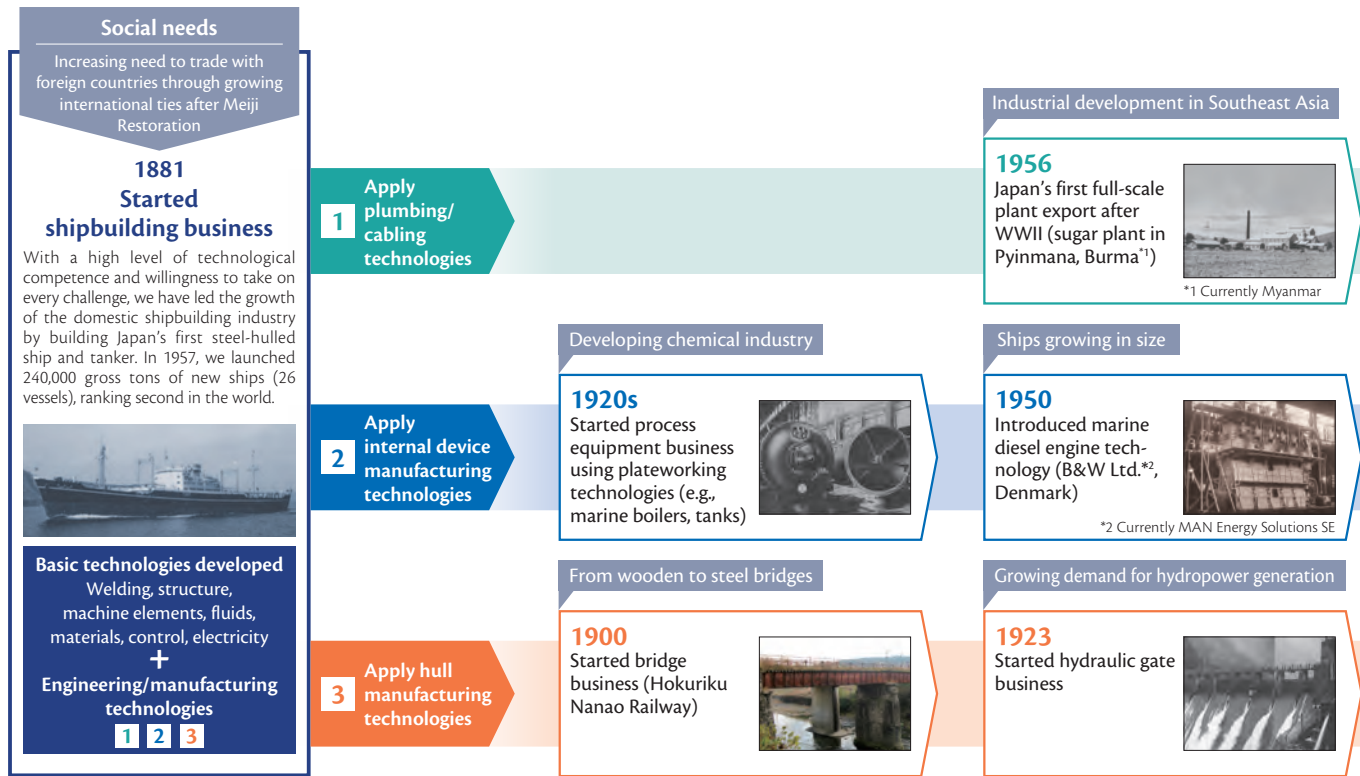 Social needs
Increasing need to trade with
foreign countries through growing
international ties after Meiji
Restoration
1881
Started
shipbuilding business
With a high level of technological
competence and willingness to take on
every challenge, we have led the growth
of the domestic shipbuilding industry
by building Japan's first steel-hulled
ship and tanker. In 1957, we launched
240,000 gross tons of new ships (26
vessels), ranking second in the world.
Basic technologies developed
Welding, structure,
machine elements, fluids,
materials, control, electricity
+
Engineering/manufacturing
technologies
1 2 3
1
Apply
plumbing/
cabling
technologies
Industrial development in Southeast Asia
1956
Japan's first full-scale
plant export after
WWII (sugar plant in
Pyinmana, Burma*1)
*1 Currently Myanmar
2
Apply
internal device
manufacturing
technologies
Developing chemical industry
1920s
Started process
equipment business
using plateworking
technologies (e.g.,
marine boilers, tanks)
Ships growing in size
1950
Introduced marine
diesel engine tech-
nology (B&W Ltd.*2,
Denmark)
*2 Currently MAN Energy Solutions SE
3
Apply hull
manufacturing
technologies
From wooden to steel bridges
1900
Started bridge
business (Hokuriku
Nanao Railway)
Growing demand for hydropower generation
1923
Started hydraulic gate
business